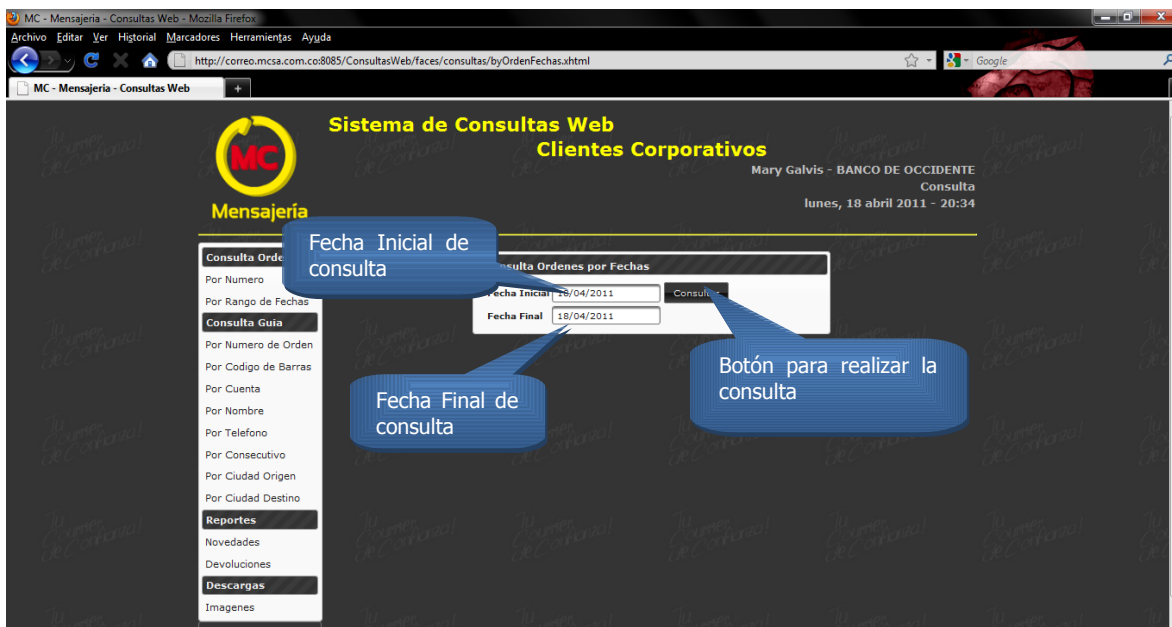 MC - Mensajeria - Consultas Web - Mozilla Firefox
Archivo Editar Ver Historial Marcadores Herramientas Ayuda
http://correo.mcsa.com.co:8085/ConsultasWeb/faces/consultas/byOrdenFechas.xhtml
Google
MC - Mensajeria - Consultas Web
MC
Mensajería
Sistema de Consultas Web
Clientes Corporativos
Mary Galvis - BANCO DE OCCIDENTE
Consulta
lunes, 18 abril 2011 - 20:34
Consulta
Por Numero
Por Rango de Fechas
Consulta Guia
Por Numero de Orden
Por Codigo de Barras
Por Cuenta
Por Nombre
Por Telefono
Por Consecutivo
Por Ciudad Origen
Por Ciudad Destino
Reportes
Novedades
Devoluciones
Descargas
Imagenes
Fecha Inicial de
consulta
Ordenes por Fechas
Fecha Inicial 18/04/2011
Fecha Final 18/04/2011
Fecha Final de
consulta
Botón para realizar la
consulta